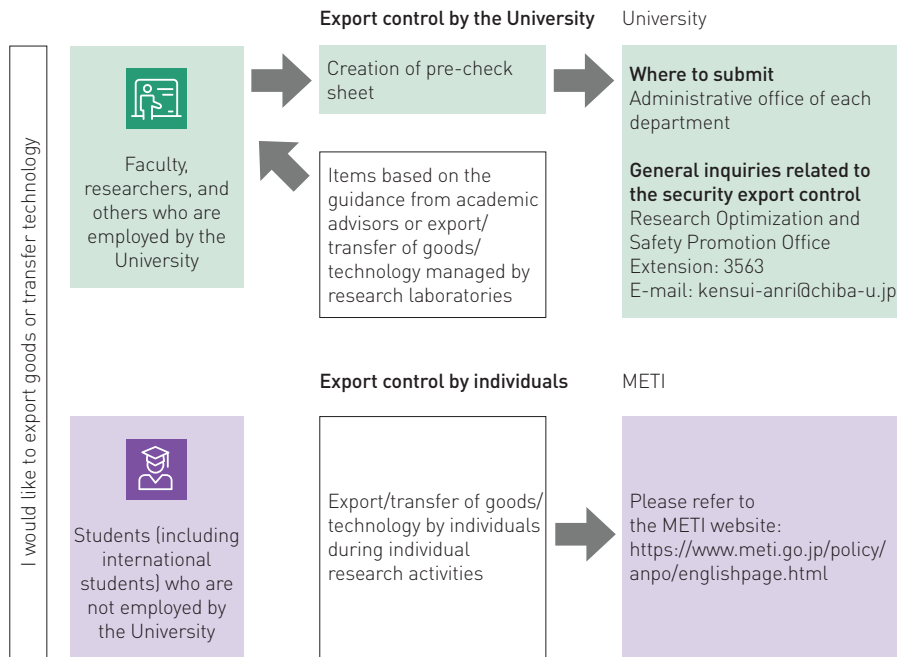 I would like to export goods or transfer technology
Export control by the University
University
Faculty,
researchers, and
others who are
employed by the
University
Creation of pre-check
sheet
Items based on the
guidance from academic
advisors or export/
transfer of goods/
technology managed by
research laboratories
Where to submit
Administrative office of each
department
General inquiries related to
the security export control
Research Optimization and
Safety Promotion Office
Extension: 3563
E-mail: kensui-anri@chiba-u.jp
Export control by individuals
METI
Students (including
international
students) who are
not employed by
the University
Export/transfer of goods/
technology by individuals
during individual
research activities
Please refer to
the METI website:
https://www.meti.go.jp/policy/
anpo/englishpage.html